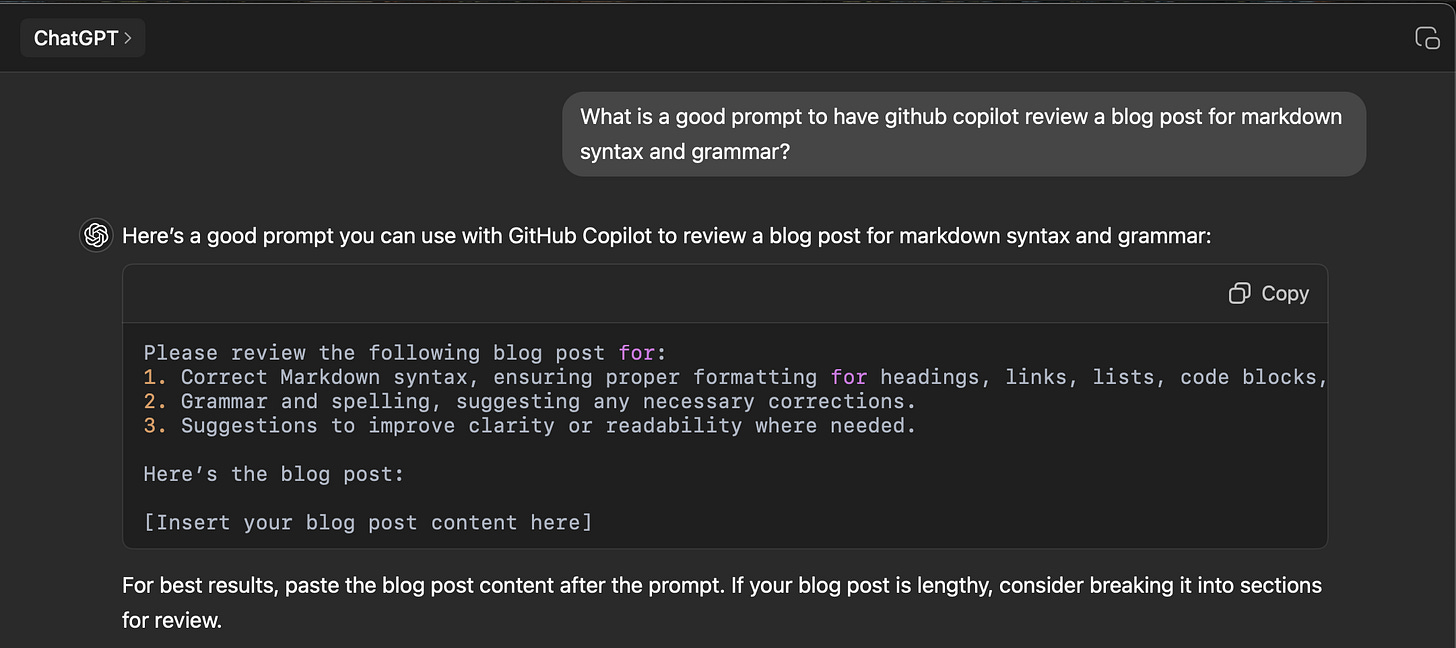 ChatGPT
What is a good prompt to have github copilot review a blog post for markdown
syntax and grammar?
Here’s a good prompt you can use with GitHub Copilot to review a blog post for markdown syntax and grammar:
Copy
Please review the following blog post for:
1. Correct Markdown syntax, ensuring proper formatting for headings, links, lists, code blocks,
2. Grammar and spelling, suggesting any necessary corrections.
3. Suggestions to improve clarity or readability where needed.
Here’s the blog post:
[Insert your blog post content here]
For best results, paste the blog post content after the prompt. If your blog post is lengthy, consider breaking it into sections
for review.